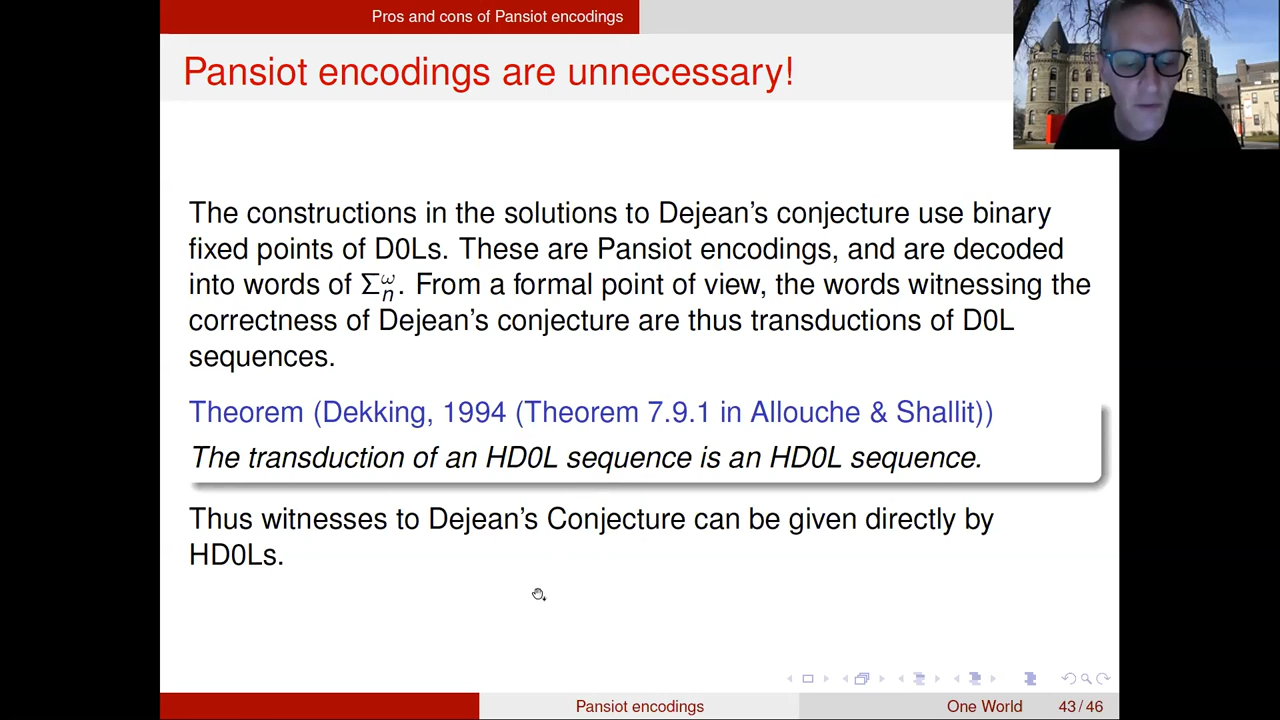 Pros and cons of Pansiot encodings
Pansiot encodings are unnecessary!
The constructions in the solutions to Dejean's conjecture use binary
fixed points of D0Ls. These are Pansiot encodings, and are decoded
into words of Σₙ^ω. From a formal point of view, the words witnessing the
correctness of Dejean's conjecture are thus transductions of D0L
sequences.
Theorem (Dekking, 1994 (Theorem 7.9.1 in Allouche & Shallit))
The transduction of an HD0L sequence is an HD0L sequence.
Thus witnesses to Dejean's Conjecture can be given directly by
HD0Ls.
Pansiot encodings
One World
43 / 46